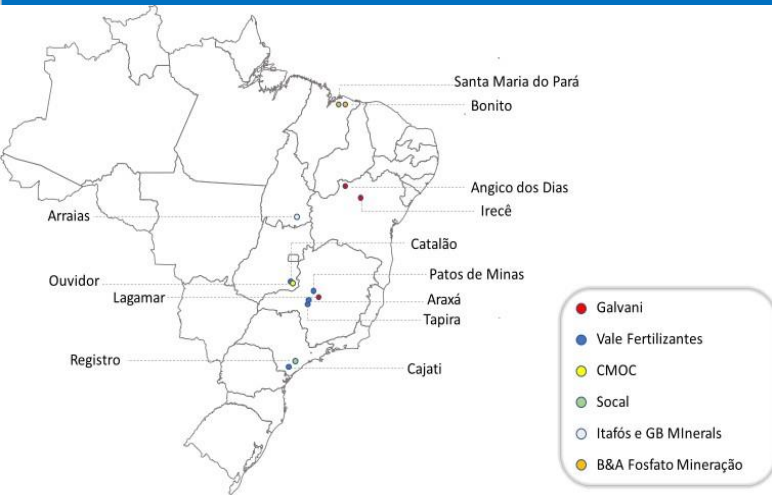 Santa Maria do Pará
Bonito
Angico dos Dias
Irecê
Arraias
Catalão
Patos de Minas
Ouvidor
Lagamar
Araxá
Tapira
Registro
Cajati
Galvani
Vale Fertilizantes
CMOC
Socal
Itafós e GB MInerals
B&A Fosfato Mineração